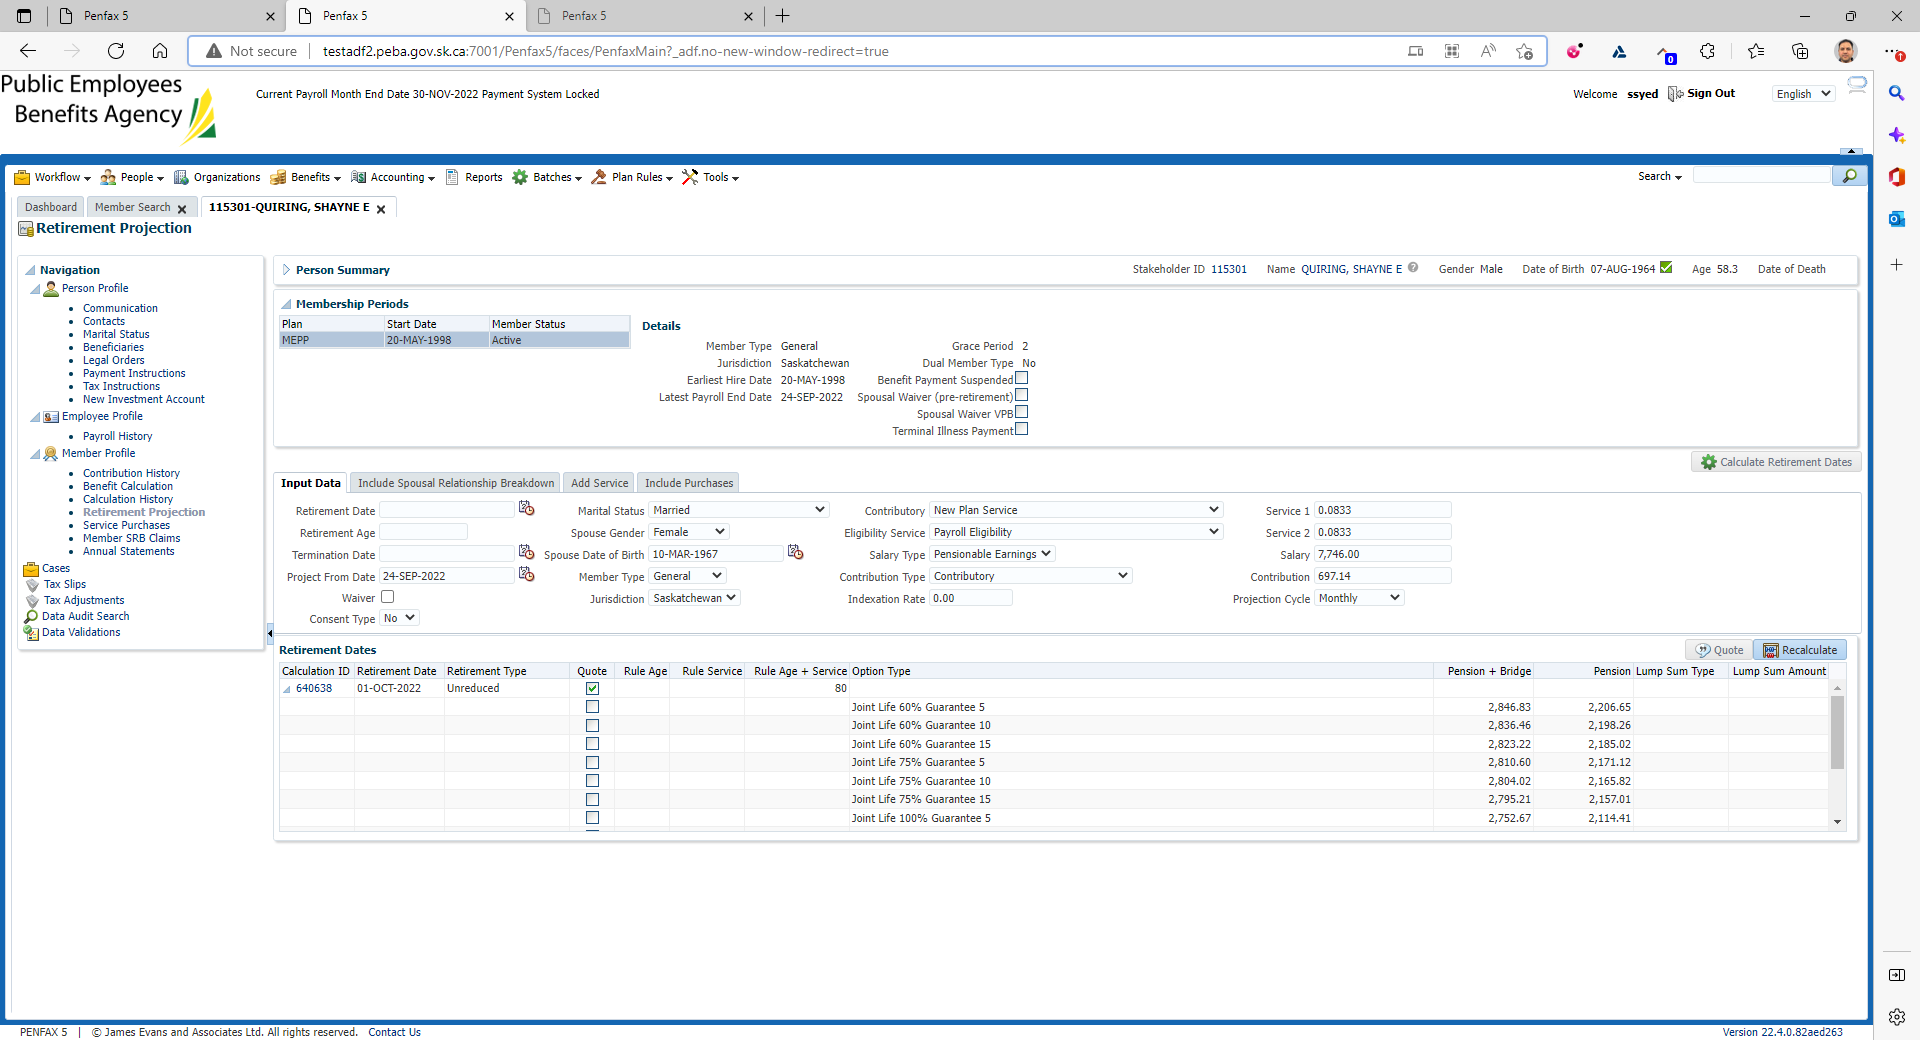 Penfax 5
Penfax 5
Penfax 5
Not secure
testadf2.peba.gov.sk.ca:7001/Penfax5/faces/PenfaxMain?_adf.no-new-window-redirect=true
0
1
Public Employees
Benefits Agency
Current Payroll Month End Date 30-NOV-2022 Payment System Locked
Welcome ssyed Sign Out
English
Workflow People Organizations Benefits Accounting Reports Batches Plan Rules Tools
Search
Dashboard Member Search 115301-QUIRING, SHAYNE E
Retirement Projection
Navigation
Person Profile
Communication
Contacts
Marital Status
Beneficiaries
Legal Orders
Payment Instructions
Tax Instructions
New Investment Account
Employee Profile
Payroll History
Member Profile
Contribution History
Benefit Calculation
Calculation History
Retirement Projection
Service Purchases
Member SRB Claims
Annual Statements
Cases
Tax Slips
Tax Adjustments
Data Audit Search
Data Validations
Person Summary
Stakeholder ID 115301 Name QUIRING, SHAYNE E Gender Male Date of Birth 07-AUG-1964 Age 58.3 Date of Death
Membership Periods
Plan Start Date Member Status
MEPP 20-MAY-1998 Active
Details
Member Type General Grace Period 2
Jurisdiction Saskatchewan Dual Member Type No
Earliest Hire Date 20-MAY-1998 Benefit Payment Suspended
Latest Payroll End Date 24-SEP-2022 Spousal Waiver (pre-retirement)
Spousal Waiver VPB
Terminal Illness Payment
Calculate Retirement Dates
Input Data Include Spousal Relationship Breakdown Add Service Include Purchases
Retirement Date Marital Status Married Contributory New Plan Service Service 1 0.0833
Retirement Age Spouse Gender Female Eligibility Service Payroll Eligibility Service 2 0.0833
Termination Date Spouse Date of Birth 10-MAR-1967 Salary Type Pensionable Earnings Salary 7,746.00
Project From Date 24-SEP-2022 Member Type General Contribution Type Contributory Contribution 697.14
Waiver Jurisdiction Saskatchewan Indexation Rate 0.00 Projection Cycle Monthly
Consent Type No
Retirement Dates
Quote Recalculate
Calculation ID Retirement Date Retirement Type Quote Rule Age Rule Service Rule Age + Service Option Type Pension + Bridge Pension Lump Sum Type Lump Sum Amount
640638 01-OCT-2022 Unreduced 80
Joint Life 60% Guarantee 5 2,846.83 2,206.65
Joint Life 60% Guarantee 10 2,836.46 2,198.26
Joint Life 60% Guarantee 15 2,823.22 2,185.02
Joint Life 75% Guarantee 5 2,810.60 2,171.12
Joint Life 75% Guarantee 10 2,804.02 2,165.82
Joint Life 75% Guarantee 15 2,795.21 2,157.01
Joint Life 100% Guarantee 5 2,752.67 2,114.41
PENFAX 5 | © James Evans and Associates Ltd. All rights reserved. Contact Us
Version 22.4.0.82aed263